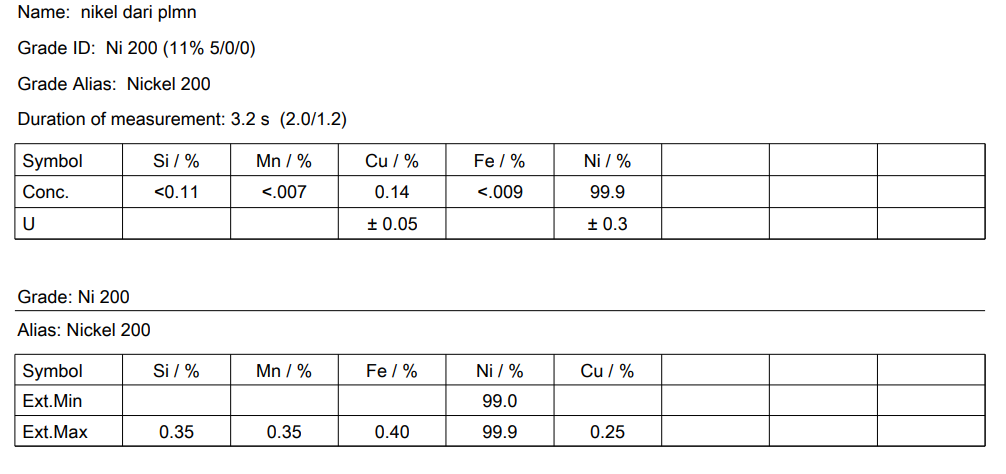 Name: nikel dari plmn
Grade ID: Ni 200 (11% 5/0/0)
Grade Alias: Nickel 200
Duration of measurement: 3.2 s (2.0/1.2)
Symbol Si / % Mn / % Cu / % Fe / % Ni / %
Conc. <0.11 <.007 0.14 <.009 99.9
U ± 0.05 ± 0.3
Grade: Ni 200
Alias: Nickel 200
Symbol Si / % Mn / % Fe / % Ni / % Cu / %
Ext.Min 99.0
Ext.Max 0.35 0.35 0.40 99.9 0.25